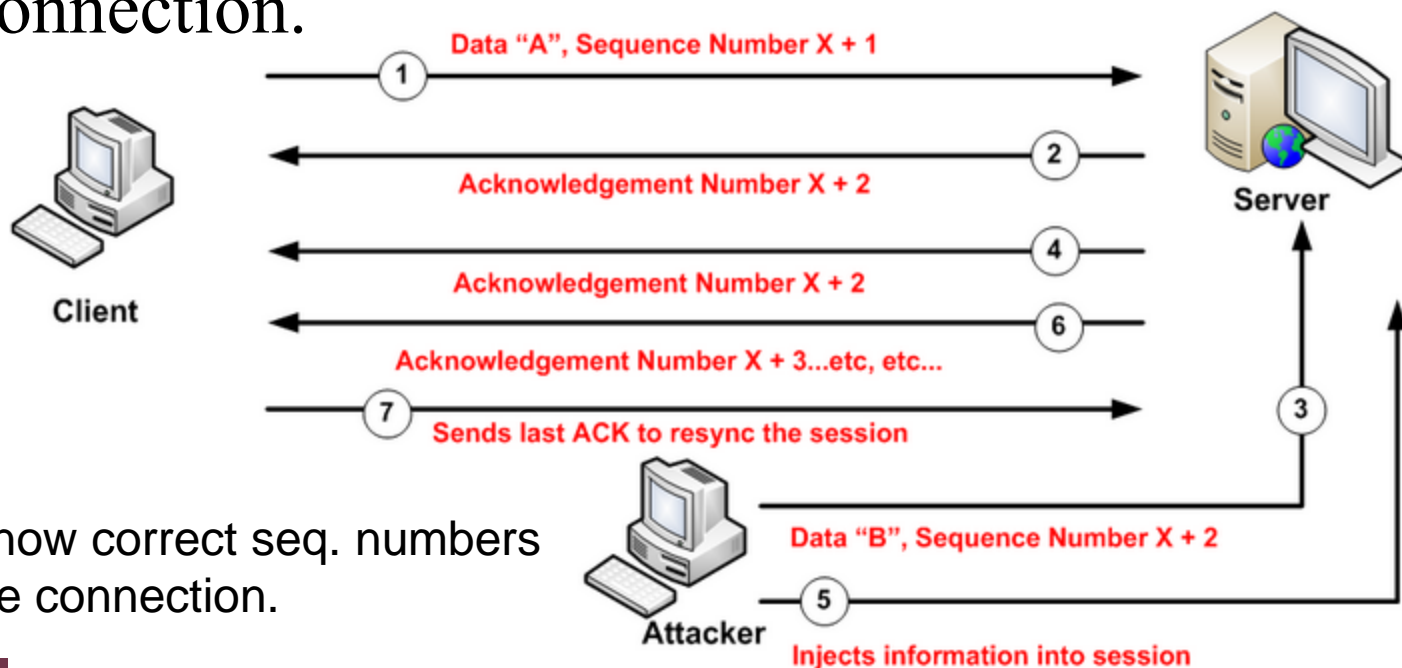 onnection.
Data “A”, Sequence Number X + 1
1
2
Acknowledgement Number X + 2
Server
4
Acknowledgement Number X + 2
Client
6
Acknowledgement Number X + 3...etc, etc...
7
3
Sends last ACK to resync the session
now correct seq. numbers
Data “B”, Sequence Number X + 2
e connection.
5
Attacker
Injects information into session